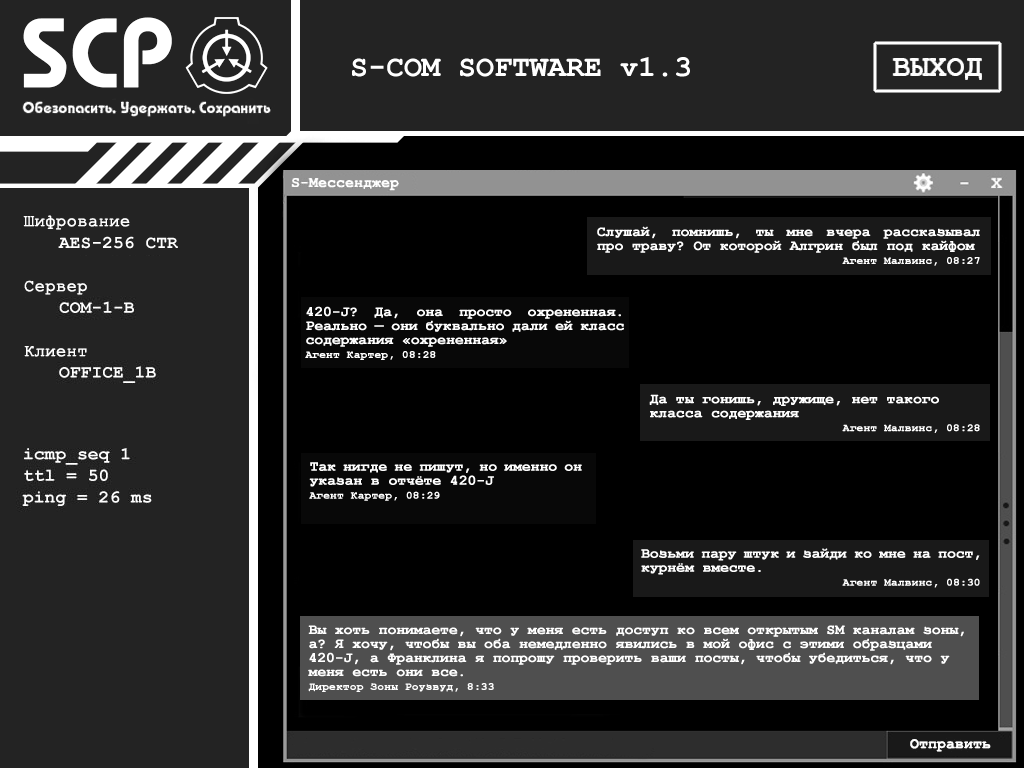 SCP
Обезопасить. Удержать. Сохранить
S-COM SOFTWARE v1.3
ВЫХОД
Шифрование
AES-256 CTR
Сервер
COM-1-B
Клиент
OFFICE_1B
icmp_seq 1
ttl = 50
ping = 26 ms
S-Мессенджер
– X
Слушай, помнишь, ты мне вчера рассказывал
про траву? От которой Алгрин был под кайфом
Агент Малвинс, 08:27
420-J? Да, она просто охрененная.
Реально — они буквально дали ей класс
содержания «охрененная»
Агент Картер, 08:28
Да ты гонишь, дружище, нет такого
класса содержания
Агент Малвинс, 08:28
Так нигде не пишут, но именно он
указан в отчёте 420-J
Агент Картер, 08:29
Возьми пару штук и зайди ко мне на пост,
курнём вместе.
Агент Малвинс, 08:30
Вы хоть понимаете, что у меня есть доступ ко всем открытым SM каналам зоны,
а? Я хочу, чтобы вы оба немедленно явились в мой офис с этими образцами
420-J, а Франклина я попрошу проверить ваши посты, чтобы убедиться, что у
меня есть они все.
Директор Зоны Роузвуд, 8:33
Отправить